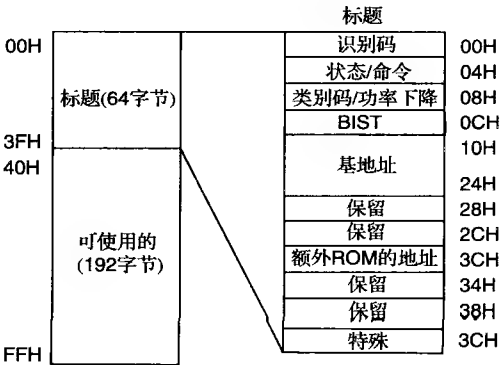 标题
00H
识别码
00H
状态/命令
04H
标题(64字节)
类别码/功率下降
08H
BIST
0CH
3FH
10H
40H
基地址
24H
保留
28H
可使用的
(192字节)
保留
2CH
额外ROM的地址
3CH
保留
34H
保留
38H
FFH
特殊
3CH